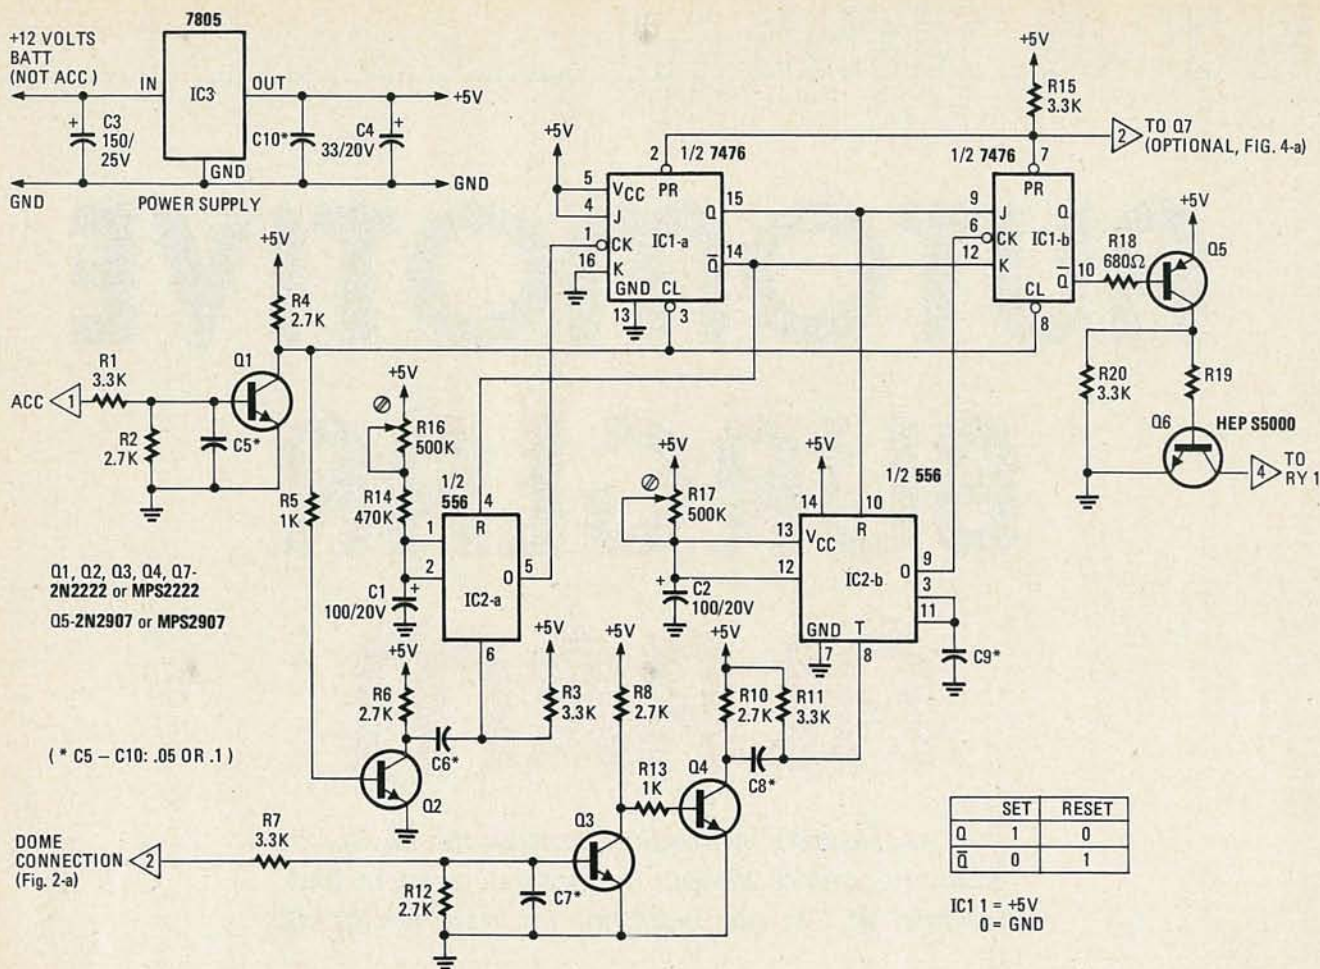 7805
+12 VOLTS
BATT
(NOT ACC)
IN
IC3
OUT
+5V
+
C3
150/
25V
C10*
C4
33/20V
+
GND
GND
GND
POWER SUPPLY
+5V
R15
3.3K
2
TO Q7
(OPTIONAL, FIG. 4-a)
+5V
2
1/2 7476
5
VCC
PR
4
J
Q
15
1
CK
IC1-a
16
K
Q
14
GND
CL
13
3
1/2 7476
7
PR
9
J
Q
6
CK
IC1-b
12
K
Q
10
CL
8
R18
680Ω
+5V
Q5
R20
3.3K
R19
Q6
HEP S5000
4
TO
RY 1
+5V
R4
2.7K
ACC
1
R1
3.3K
Q1
R2
2.7K
C5*
R5
1K
+5V
R16
500K
R14
470K
1/2
556
4
R
1
2
O
5
IC2-a
6
C1
100/20V
+
+5V
R17
500K
+5V
1/2 556
14
10
R
13
VCC
12
O
9
3
11
IC2-b
GND
T
7
8
+
C2
100/20V
C9*
Q1, Q2, Q3, Q4, Q7-
2N2222 or MPS2222
Q5-2N2907 or MPS2907
+5V
R6
2.7K
C6*
+5V
R3
3.3K
+5V
R8
2.7K
+5V
R10
2.7K
R11
3.3K
Q2
R13
1K
Q4
C8*
(* C5 – C10: .05 OR .1)
DOME
CONNECTION
(Fig. 2-a)
2
R7
3.3K
Q3
R12
2.7K
C7*
SET RESET
Q 1 0
Q 0 1
IC1 1 = +5V
0 = GND